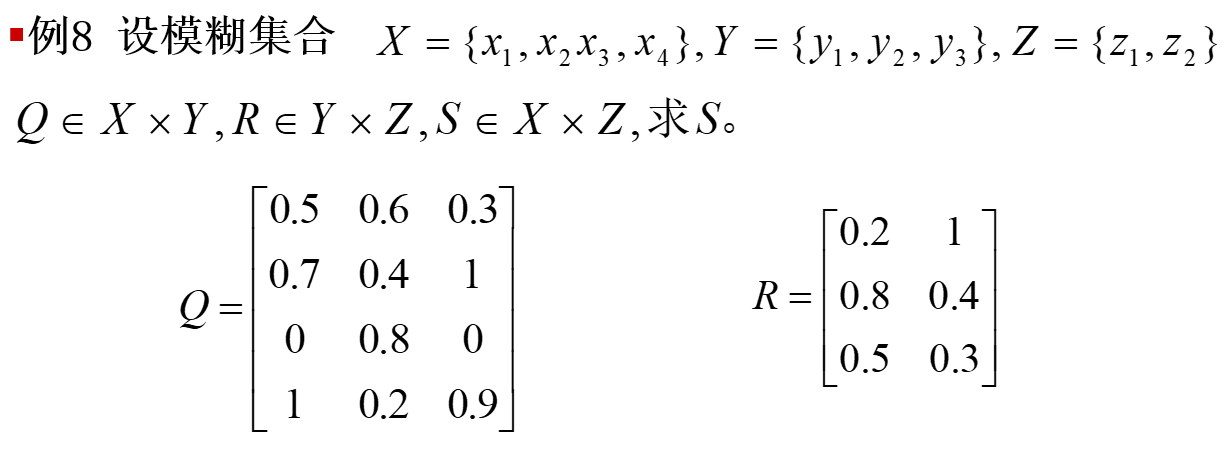 ▪例8 设模糊集合 X = {x₁, x₂x₃, x₄}, Y = {y₁, y₂, y₃}, Z = {z₁, z₂}
Q ∈ X × Y, R ∈ Y × Z, S ∈ X × Z, 求S。
Q = [0.5 0.6 0.3
0.7 0.4 1
0 0.8 0
1 0.2 0.9]
R = [0.2 1
0.8 0.4
0.5 0.3]